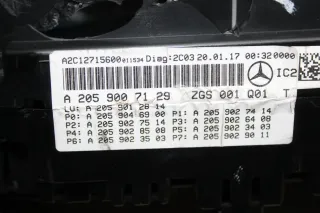 A2C12715600011534 Diag:2C03 20.01.17 00:32 0000
IC2
A 205 900 71 29 ZGS 001 Q01 T
LU: A 205 901 28 14
P0: A 205 904 69 00 P1: A 205 902 74 14
P2: A 205 902 75 14 P3: A 205 902 64 08
P4: A 205 902 85 08 P5: A 205 902 34 03
P6: A 205 902 35 03 P7: A 205 902 90 11